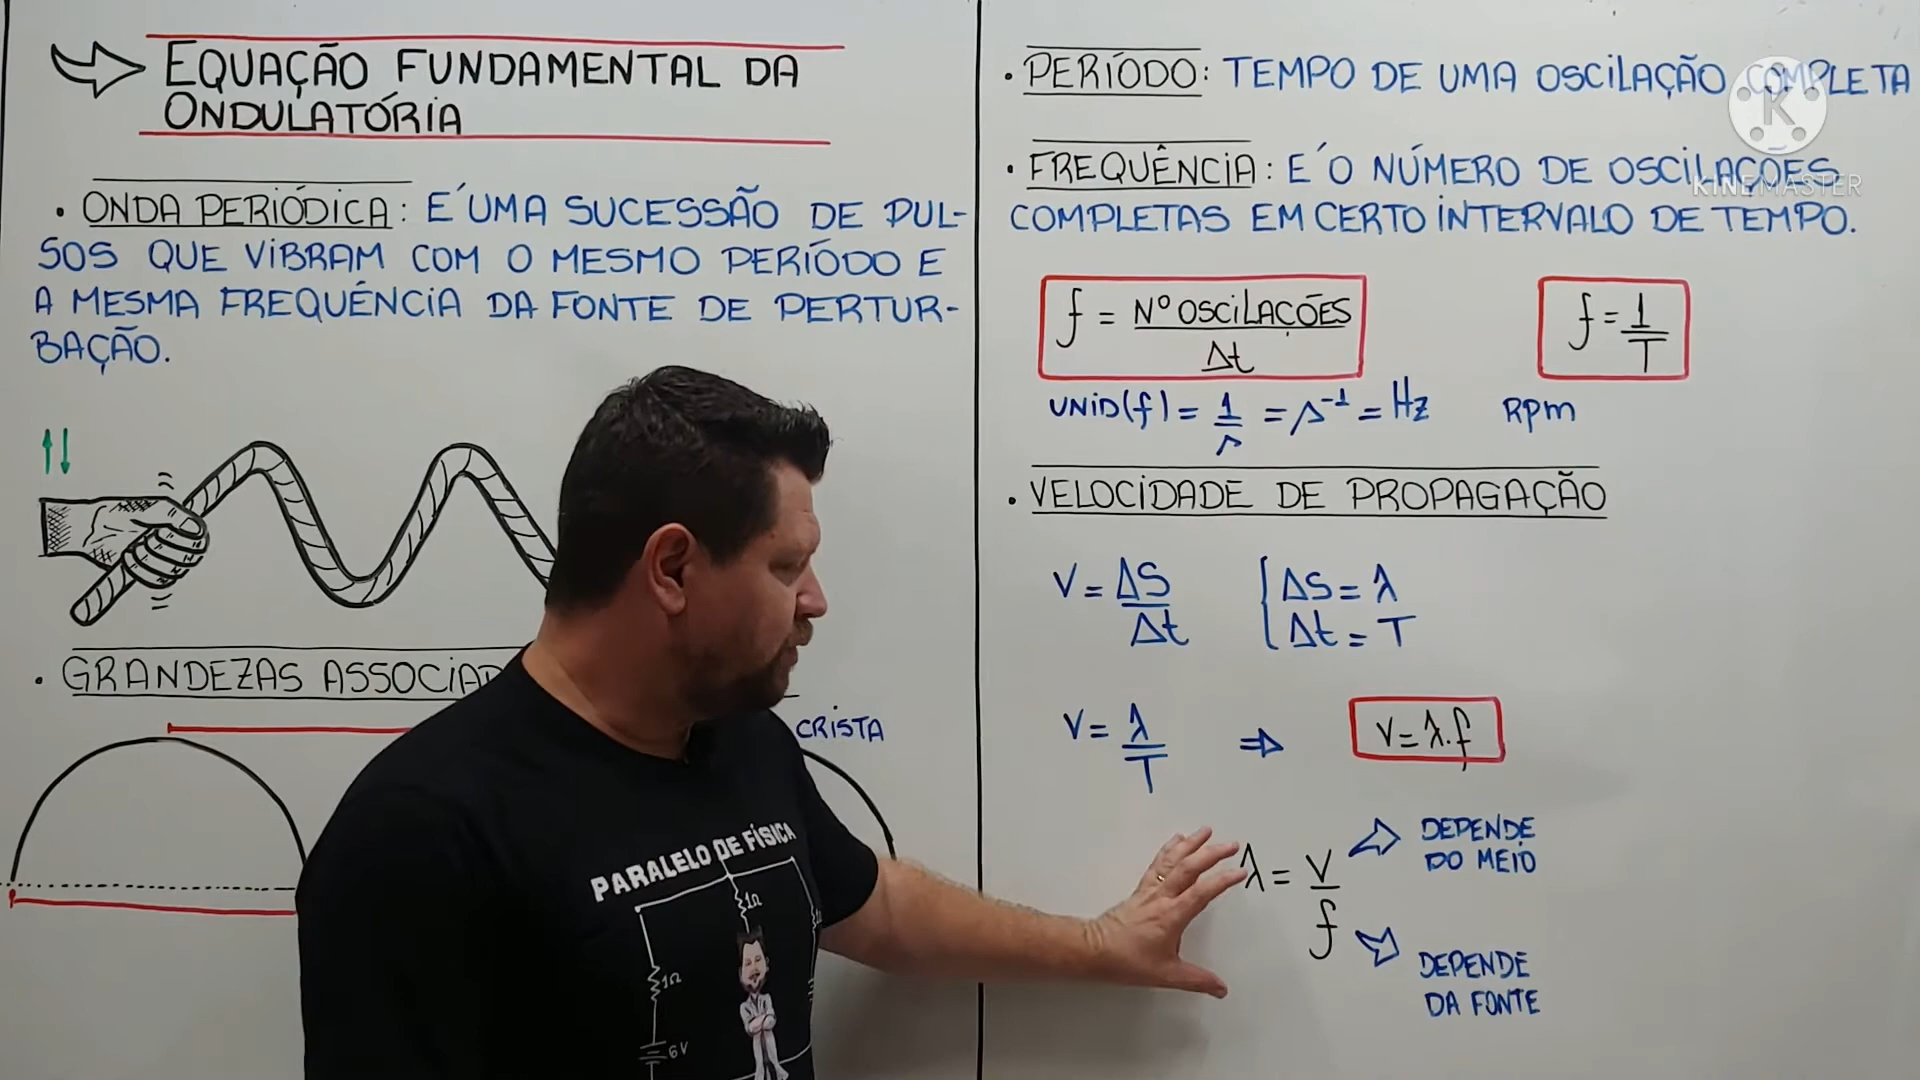 EQUAÇÃO FUNDAMENTAL DA
ONDULATÓRIA
• ONDA PERIÓDICA: E´ UMA SUCESSÃO DE PUL-
SOS QUE VIBRAM COM O MESMO PERÍODO E
A MESMA FREQUÊNCIA DA FONTE DE PERTUR-
BAÇÃO.
• GRANDEZAS
CRISTA
PARALELO DE FÍSICA
1Ω
1Ω
6V
• PERÍODO: TEMPO DE UMA OSCILAÇÃO COMPLETA
• FREQUÊNCIA: E´ O NÚMERO DE OSCILAÇÕES
COMPLETAS EM CERTO INTERVALO DE TEMPO.
K
KINEMASTER
f = Nº OSCILAÇÕES
Δt
f = 1
T
UNID(f) = 1/s = s⁻¹ = Hz RPM
• VELOCIDADE DE PROPAGAÇÃO
V = ΔS
Δt
ΔS = λ
Δt = T
V = λ
T
⇒ V = λ.f
λ = V
f
DEPENDE
DO MEIO
DEPENDE
DA FONTE